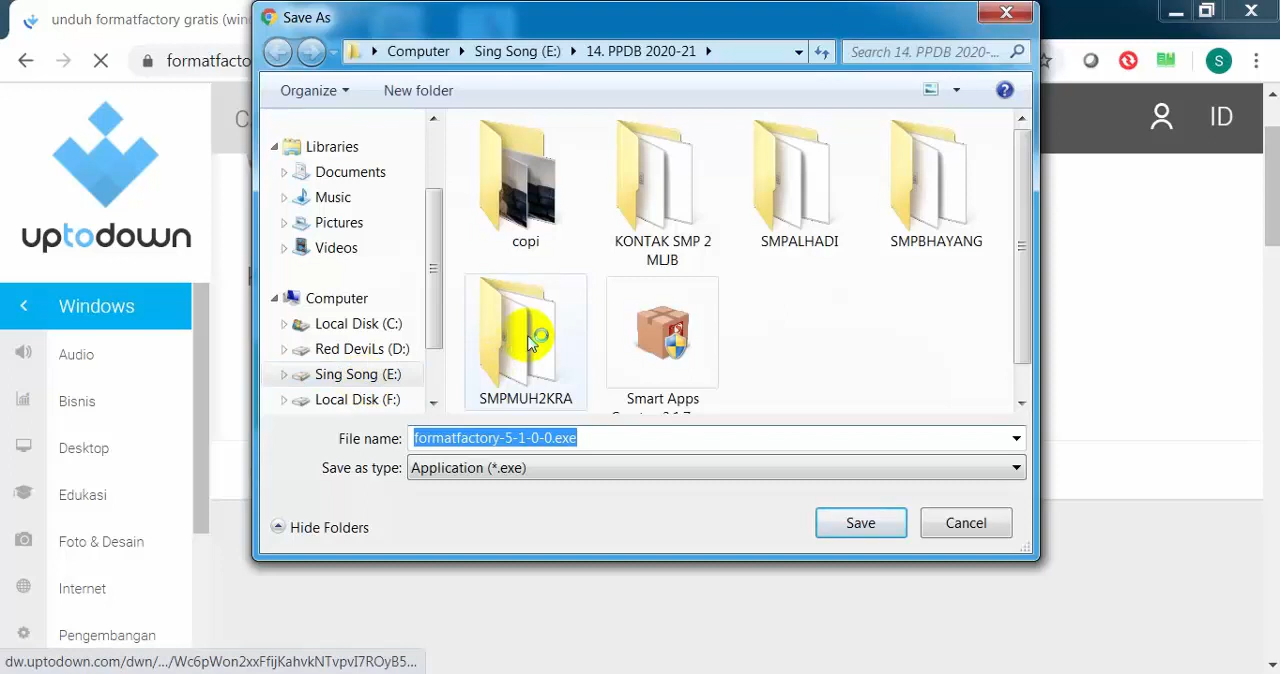 unduh formatfactory gratis (win
Save As
formatfacto
Computer
Sing Song (E:)
14. PPDB 2020-21
Search 14. PPDB 2020-...
S
Organize
New folder
uptodown
Windows
Audio
Bisnis
Desktop
Edukasi
Foto & Desain
Internet
Pengembangan
Libraries
Documents
Music
Pictures
Videos
Computer
Local Disk (C:)
Red DeviLs (D:)
Sing Song (E:)
Local Disk (F:)
copi
KONTAK SMP 2
MLJB
SMPALHADI
SMPBHAYANG
SMPMUH2KRA
Smart Apps
ID
File name:
formatfactory-5-1-0-0.exe
Save as type:
Application (*.exe)
Hide Folders
Save
Cancel
dw.uptodown.com/dwn/.../Wc6pWon2xxFfijKahvkNTvpvI7ROyB5...